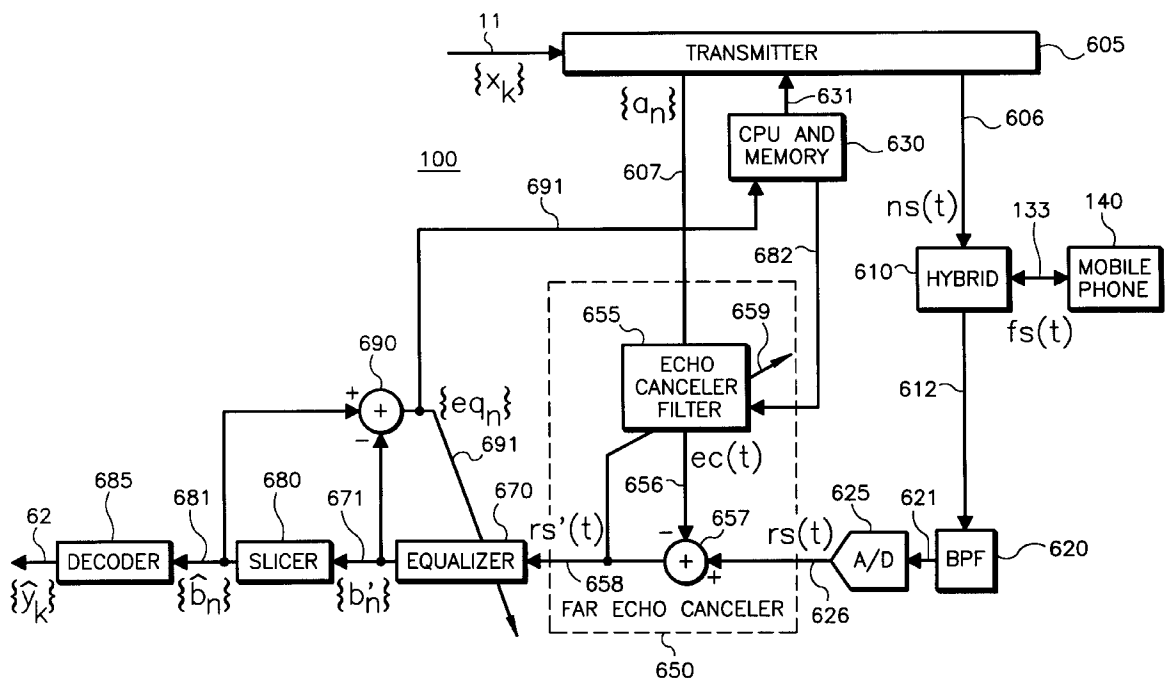 11
TRANSMITTER
605
{x_k}
{a_n}
631
606
CPU AND
MEMORY
630
100
607
691
ns(t)
133
140
682
610
HYBRID
MOBILE
PHONE
fs(t)
655
659
690
ECHO
CANCELER
FILTER
612
+
+
−
{eq_n}
ec(t)
691
656
685
681
680
671
670
rs'(t)
−
657
rs(t)
625
621
62
DECODER
SLICER
EQUALIZER
+
+
A/D
BPF
620
658
626
{ŷ_k}
{b̂_n}
{b'_n}
FAR ECHO CANCELER
650